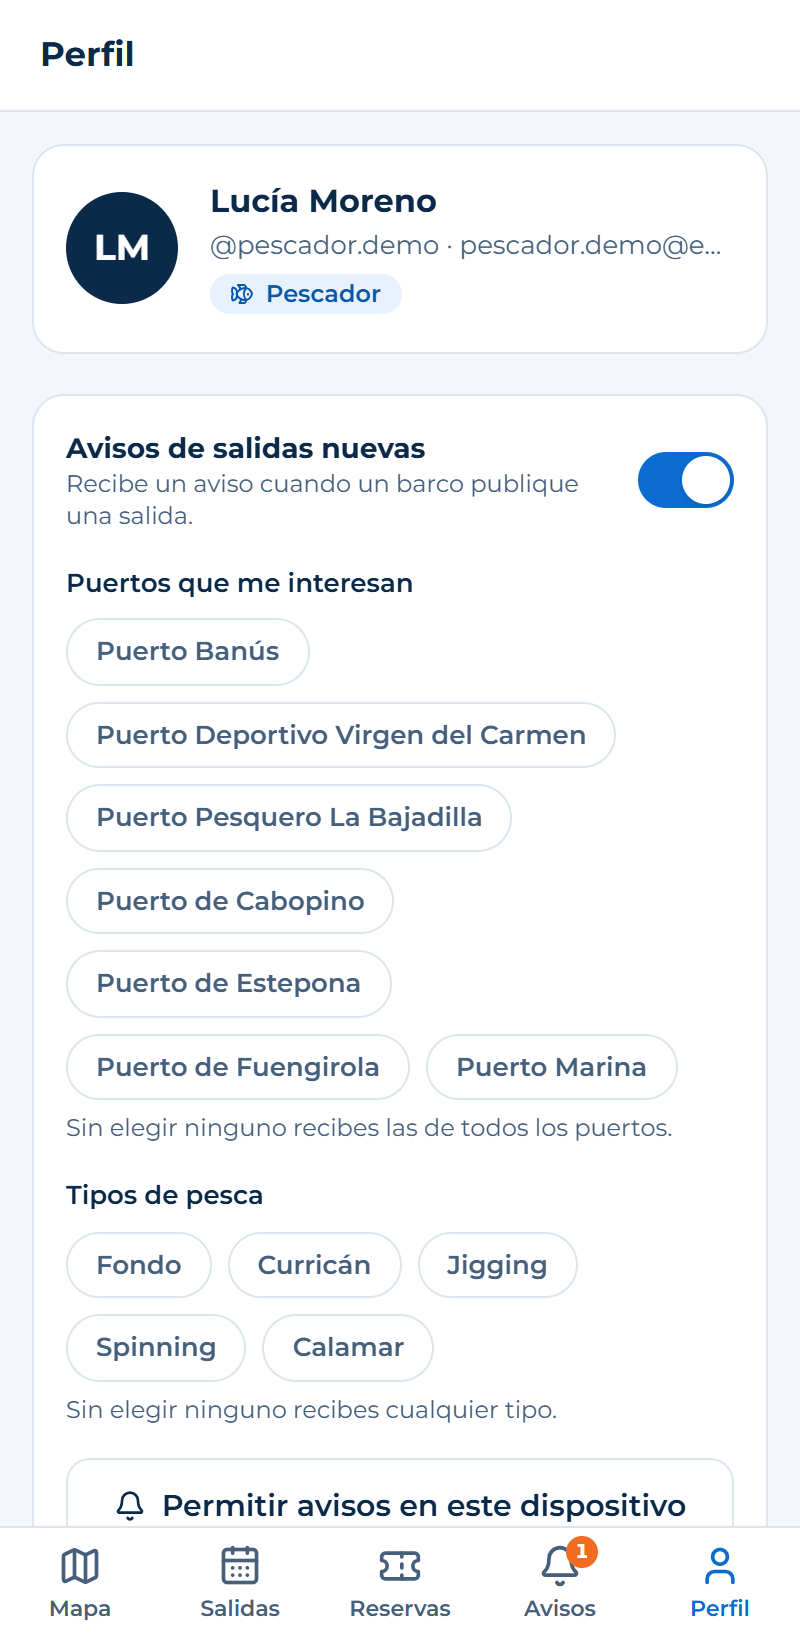 Perfil
LM
Lucía Moreno
@pescador.demo · pescador.demo@e...
Pescador
Avisos de salidas nuevas
Recibe un aviso cuando un barco publique
una salida.
Puertos que me interesan
Puerto Banús
Puerto Deportivo Virgen del Carmen
Puerto Pesquero La Bajadilla
Puerto de Cabopino
Puerto de Estepona
Puerto de Fuengirola Puerto Marina
Sin elegir ninguno recibes las de todos los puertos.
Tipos de pesca
Fondo Curricán Jigging
Spinning Calamar
Sin elegir ninguno recibes cualquier tipo.
Permitir avisos en este dispositivo
1
Mapa Salidas Reservas Avisos Perfil